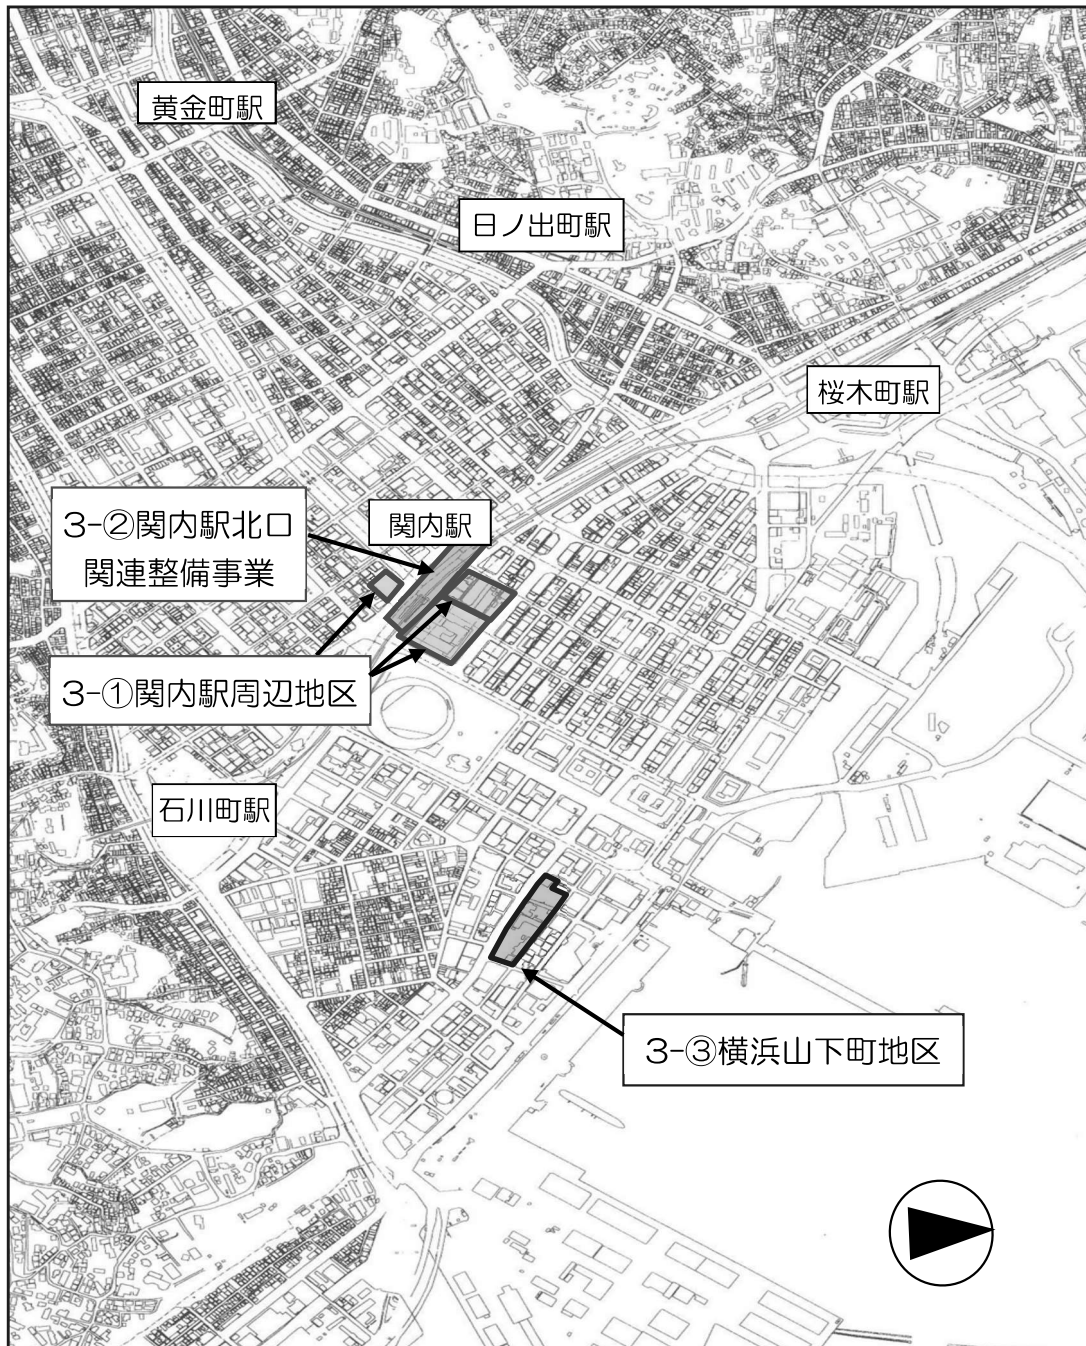 黄金町駅
日ノ出町駅
桜木町駅
3-②関内駅北口
関連整備事業
関内駅
3-①関内駅周辺地区
石川町駅
3-③横浜山下町地区